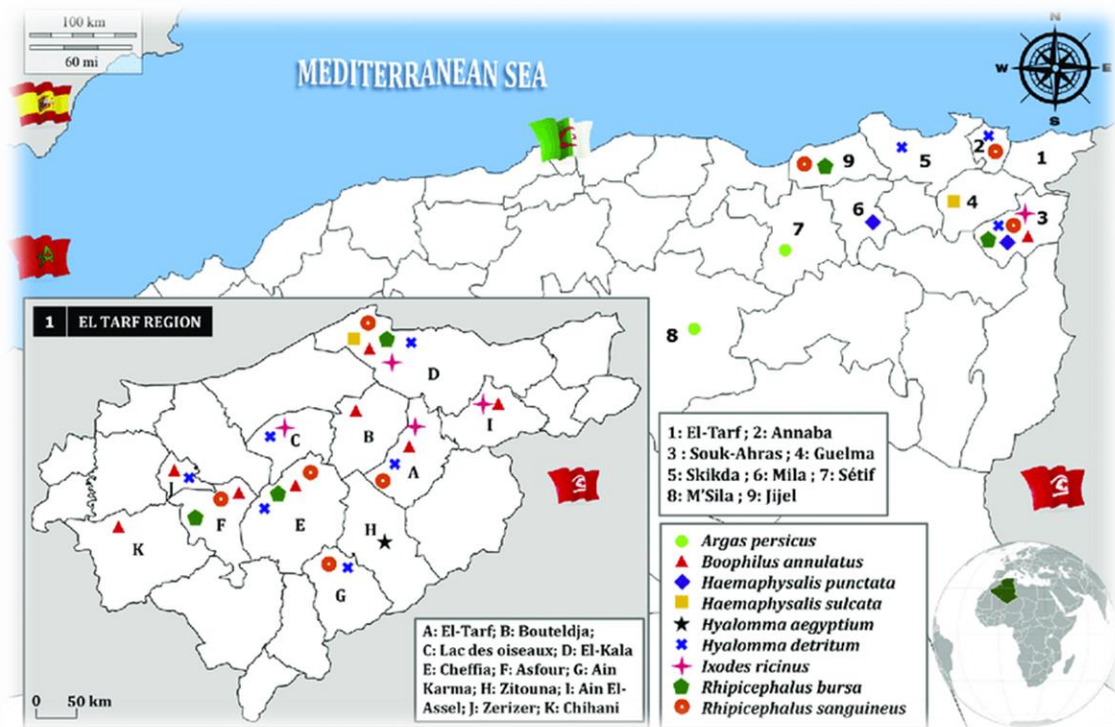 100 km
60 mi
MEDITERRANEAN SEA
N
W
E
S
9
5
2
1
4
3
6
7
8
1 EL TARF REGION
D
I
C
B
A
J
F
E
H
K
G
0 50 km
A: El-Tarf; B: Bouteldja;
C: Lac des oiseaux; D: El-Kala
E: Cheffia; F: Asfour; G: Ain
Karma; H: Zitouna; I: Ain El-
Assel; J: Zerizer; K: Chihani
1: El-Tarf ; 2: Annaba
3 : Souk-Ahras ; 4: Guelma
5: Skikda ; 6: Mila ; 7: Sétif
8: M'Sila ; 9: Jijel
Argas persicus
Boophilus annulatus
Haemaphysalis punctata
Haemaphysalis sulcata
Hyalomma aegyptium
Hyalomma detritum
Ixodes ricinus
Rhipicephalus bursa
Rhipicephalus sanguineus